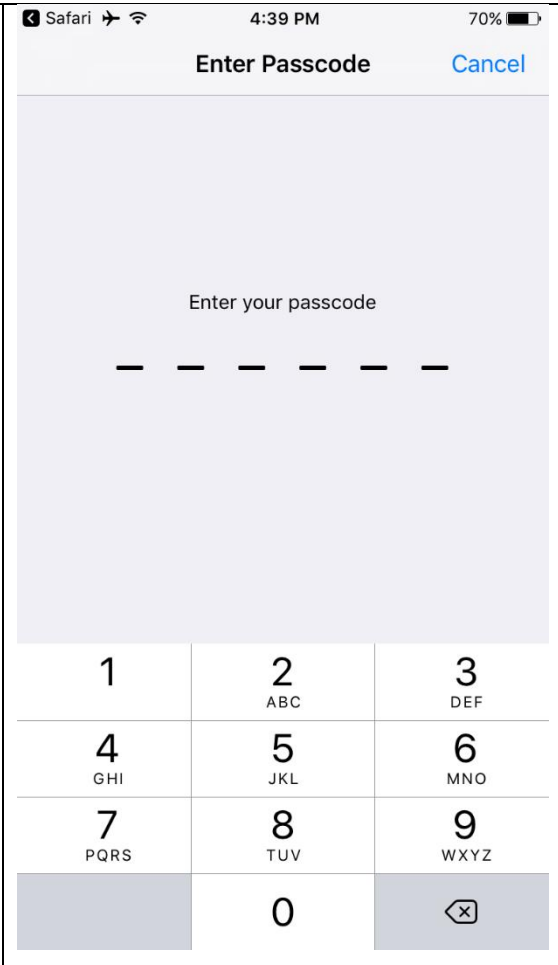 Safari 4:39 PM 70%
Enter Passcode Cancel
Enter your passcode
1 2 3
ABC DEF
4 5 6
GHI JKL MNO
7 8 9
PQRS TUV WXYZ
0